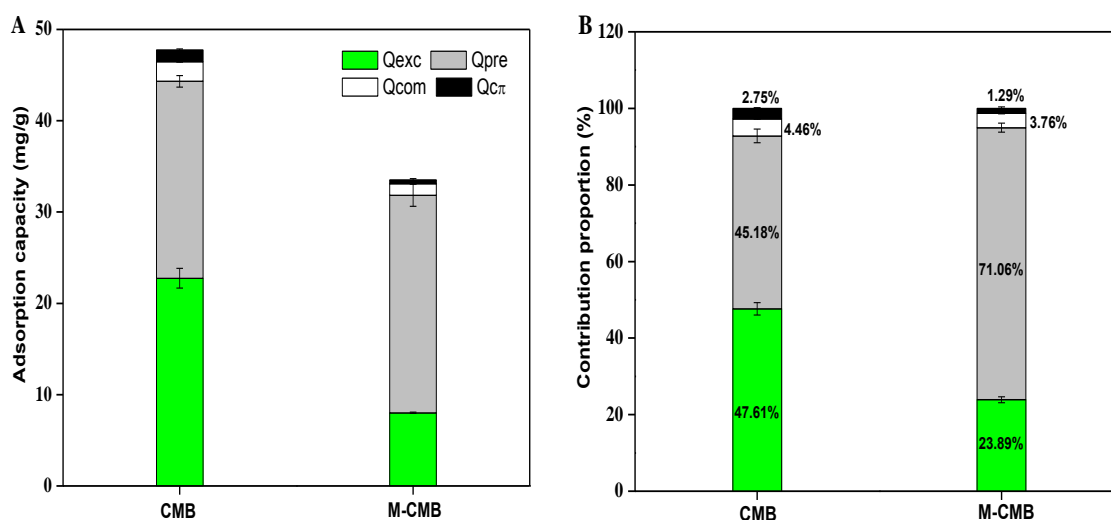 A
Adsorption capacity (mg/g)
50
40
30
20
10
0
Qexc Qpre
Qcom Qcπ
CMB M-CMB
B
Contribution proportion (%)
120
100
80
60
40
20
0
2.75%
4.46%
45.18%
47.61%
1.29%
3.76%
71.06%
23.89%
CMB M-CMB